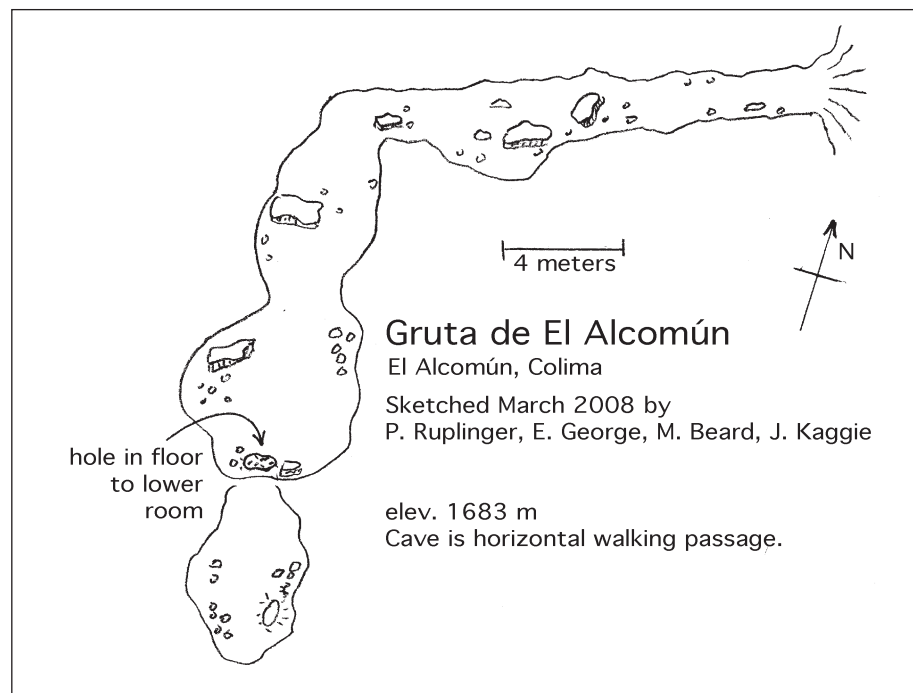 4 meters
N
Gruta de El Alcomún
El Alcomún, Colima
Sketched March 2008 by
P. Ruplinger, E. George, M. Beard, J. Kaggie
hole in floor
to lower
room
elev. 1683 m
Cave is horizontal walking passage.